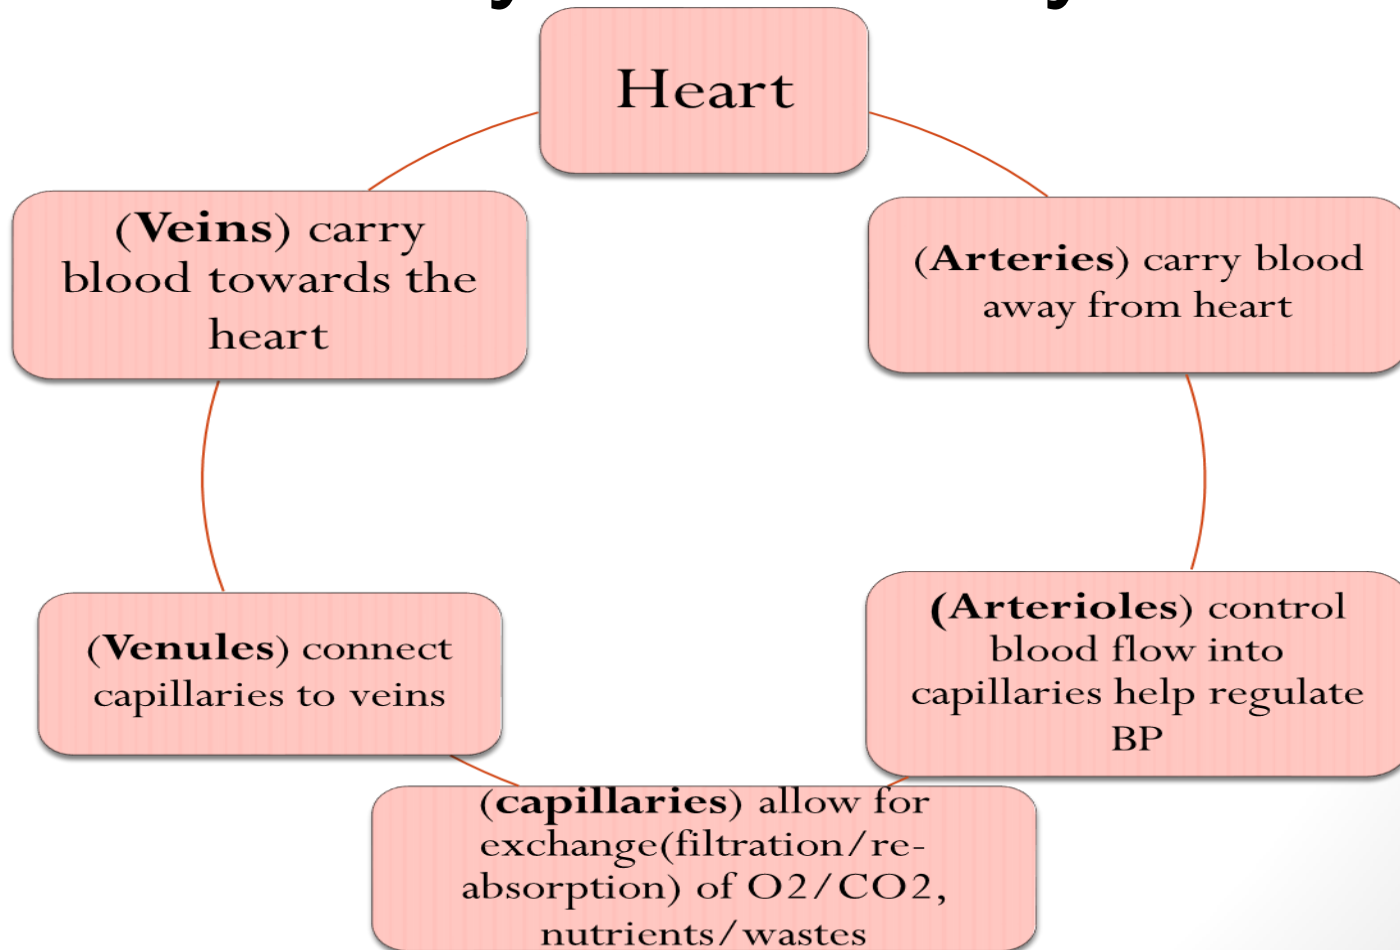 Heart
(Veins) carry
blood towards the
heart
(Arteries) carry blood
away from heart
(Venules) connect
capillaries to veins
(Arterioles) control
blood flow into
capillaries help regulate
BP
(capillaries) allow for
exchange(filtration/re-
absorption) of O2/CO2,
nutrients/wastes